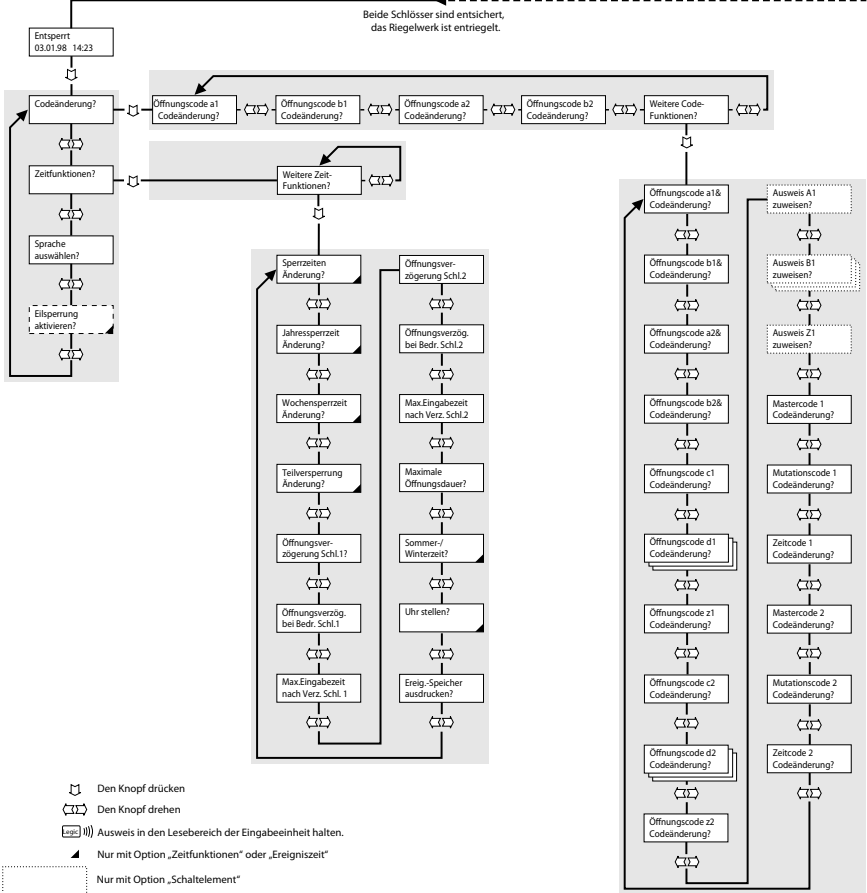 Beide Schlösser sind entsichert,
das Riegelwerk ist entriegelt.
Entsperrt
03.01.98 14:23
Codeänderung?
Öffnungscode a1
Codeänderung?
Öffnungscode b1
Codeänderung?
Öffnungscode a2
Codeänderung?
Öffnungscode b2
Codeänderung?
Weitere Code-
Funktionen?
Zeitfunktionen?
Weitere Zeit-
Funktionen?
Sprache
auswählen?
Eilsperrung
aktivieren?
Sperrzeiten
Änderung?
Jahressperrzeit
Änderung?
Wochensperrzeit
Änderung?
Teilversperrung
Änderung?
Öffnungsver-
zögerung Schl.1?
Öffnungsverzög.
bei Bedr. Schl.1
Max.Eingabezeit
nach Verz. Schl. 1
Öffnungsver-
zögerung Schl.2
Öffnungsverzög.
bei Bedr. Schl.2
Max.Eingabezeit
nach Verz. Schl.2
Maximale
Öffnungsdauer?
Sommer-/
Winterzeit?
Uhr stellen?
Ereig.-Speicher
ausdrucken?
Öffnungscode a1&
Codeänderung?
Öffnungscode b1&
Codeänderung?
Öffnungscode a2&
Codeänderung?
Öffnungscode b2&
Codeänderung?
Öffnungscode c1
Codeänderung?
Öffnungscode d1
Codeänderung?
Öffnungscode z1
Codeänderung?
Öffnungscode c2
Codeänderung?
Öffnungscode d2
Codeänderung?
Öffnungscode z2
Codeänderung?
Ausweis A1
zuweisen?
Ausweis B1
zuweisen?
Ausweis Z1
zuweisen?
Mastercode 1
Codeänderung?
Mutationscode 1
Codeänderung?
Zeitcode 1
Codeänderung?
Mastercode 2
Codeänderung?
Mutationscode 2
Codeänderung?
Zeitcode 2
Codeänderung?
Den Knopf drücken
Den Knopf drehen
Legic Ausweis in den Lesebereich der Eingabeeinheit halten.
Nur mit Option „Zeitfunktionen" oder „Ereigniszeit"
Nur mit Option „Schaltelement"